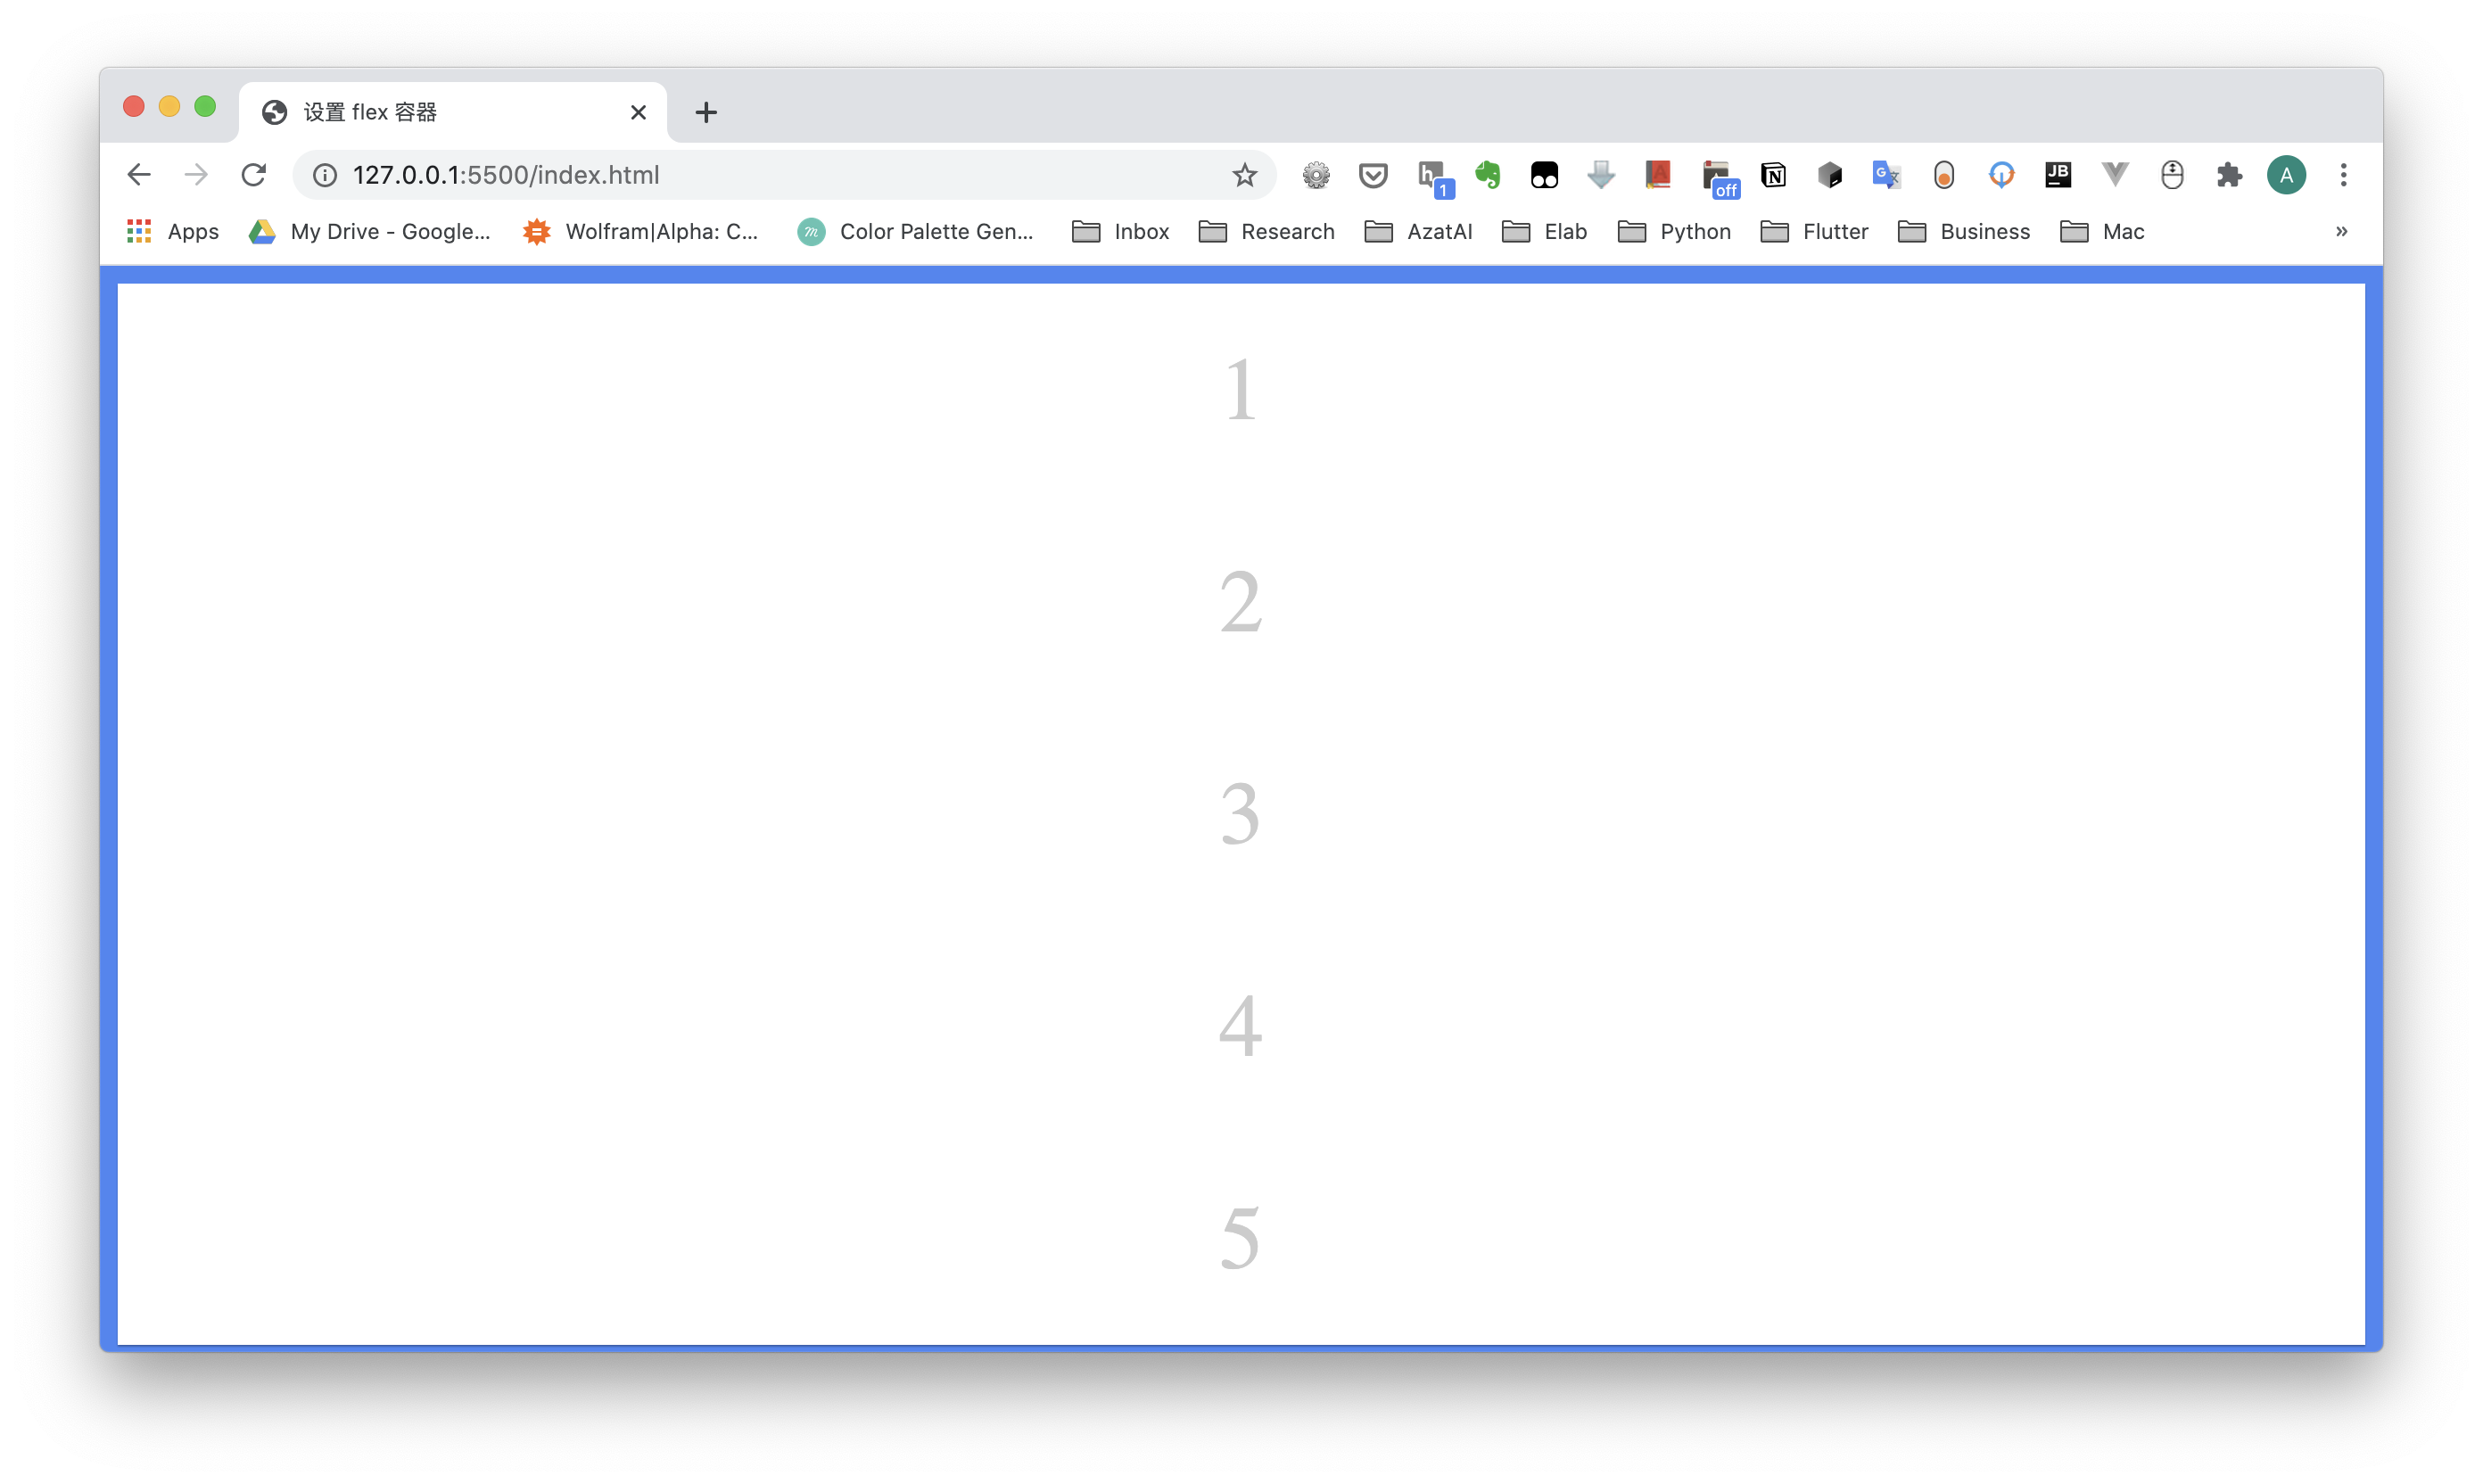 设置 flex 容器
127.0.0.1:5500/index.html
1
off
N
G
JB
A
Apps
My Drive - Google...
Wolfram|Alpha: C...
m
Color Palette Gen...
Inbox
Research
AzatAI
Elab
Python
Flutter
Business
Mac
»
1
2
3
4
5